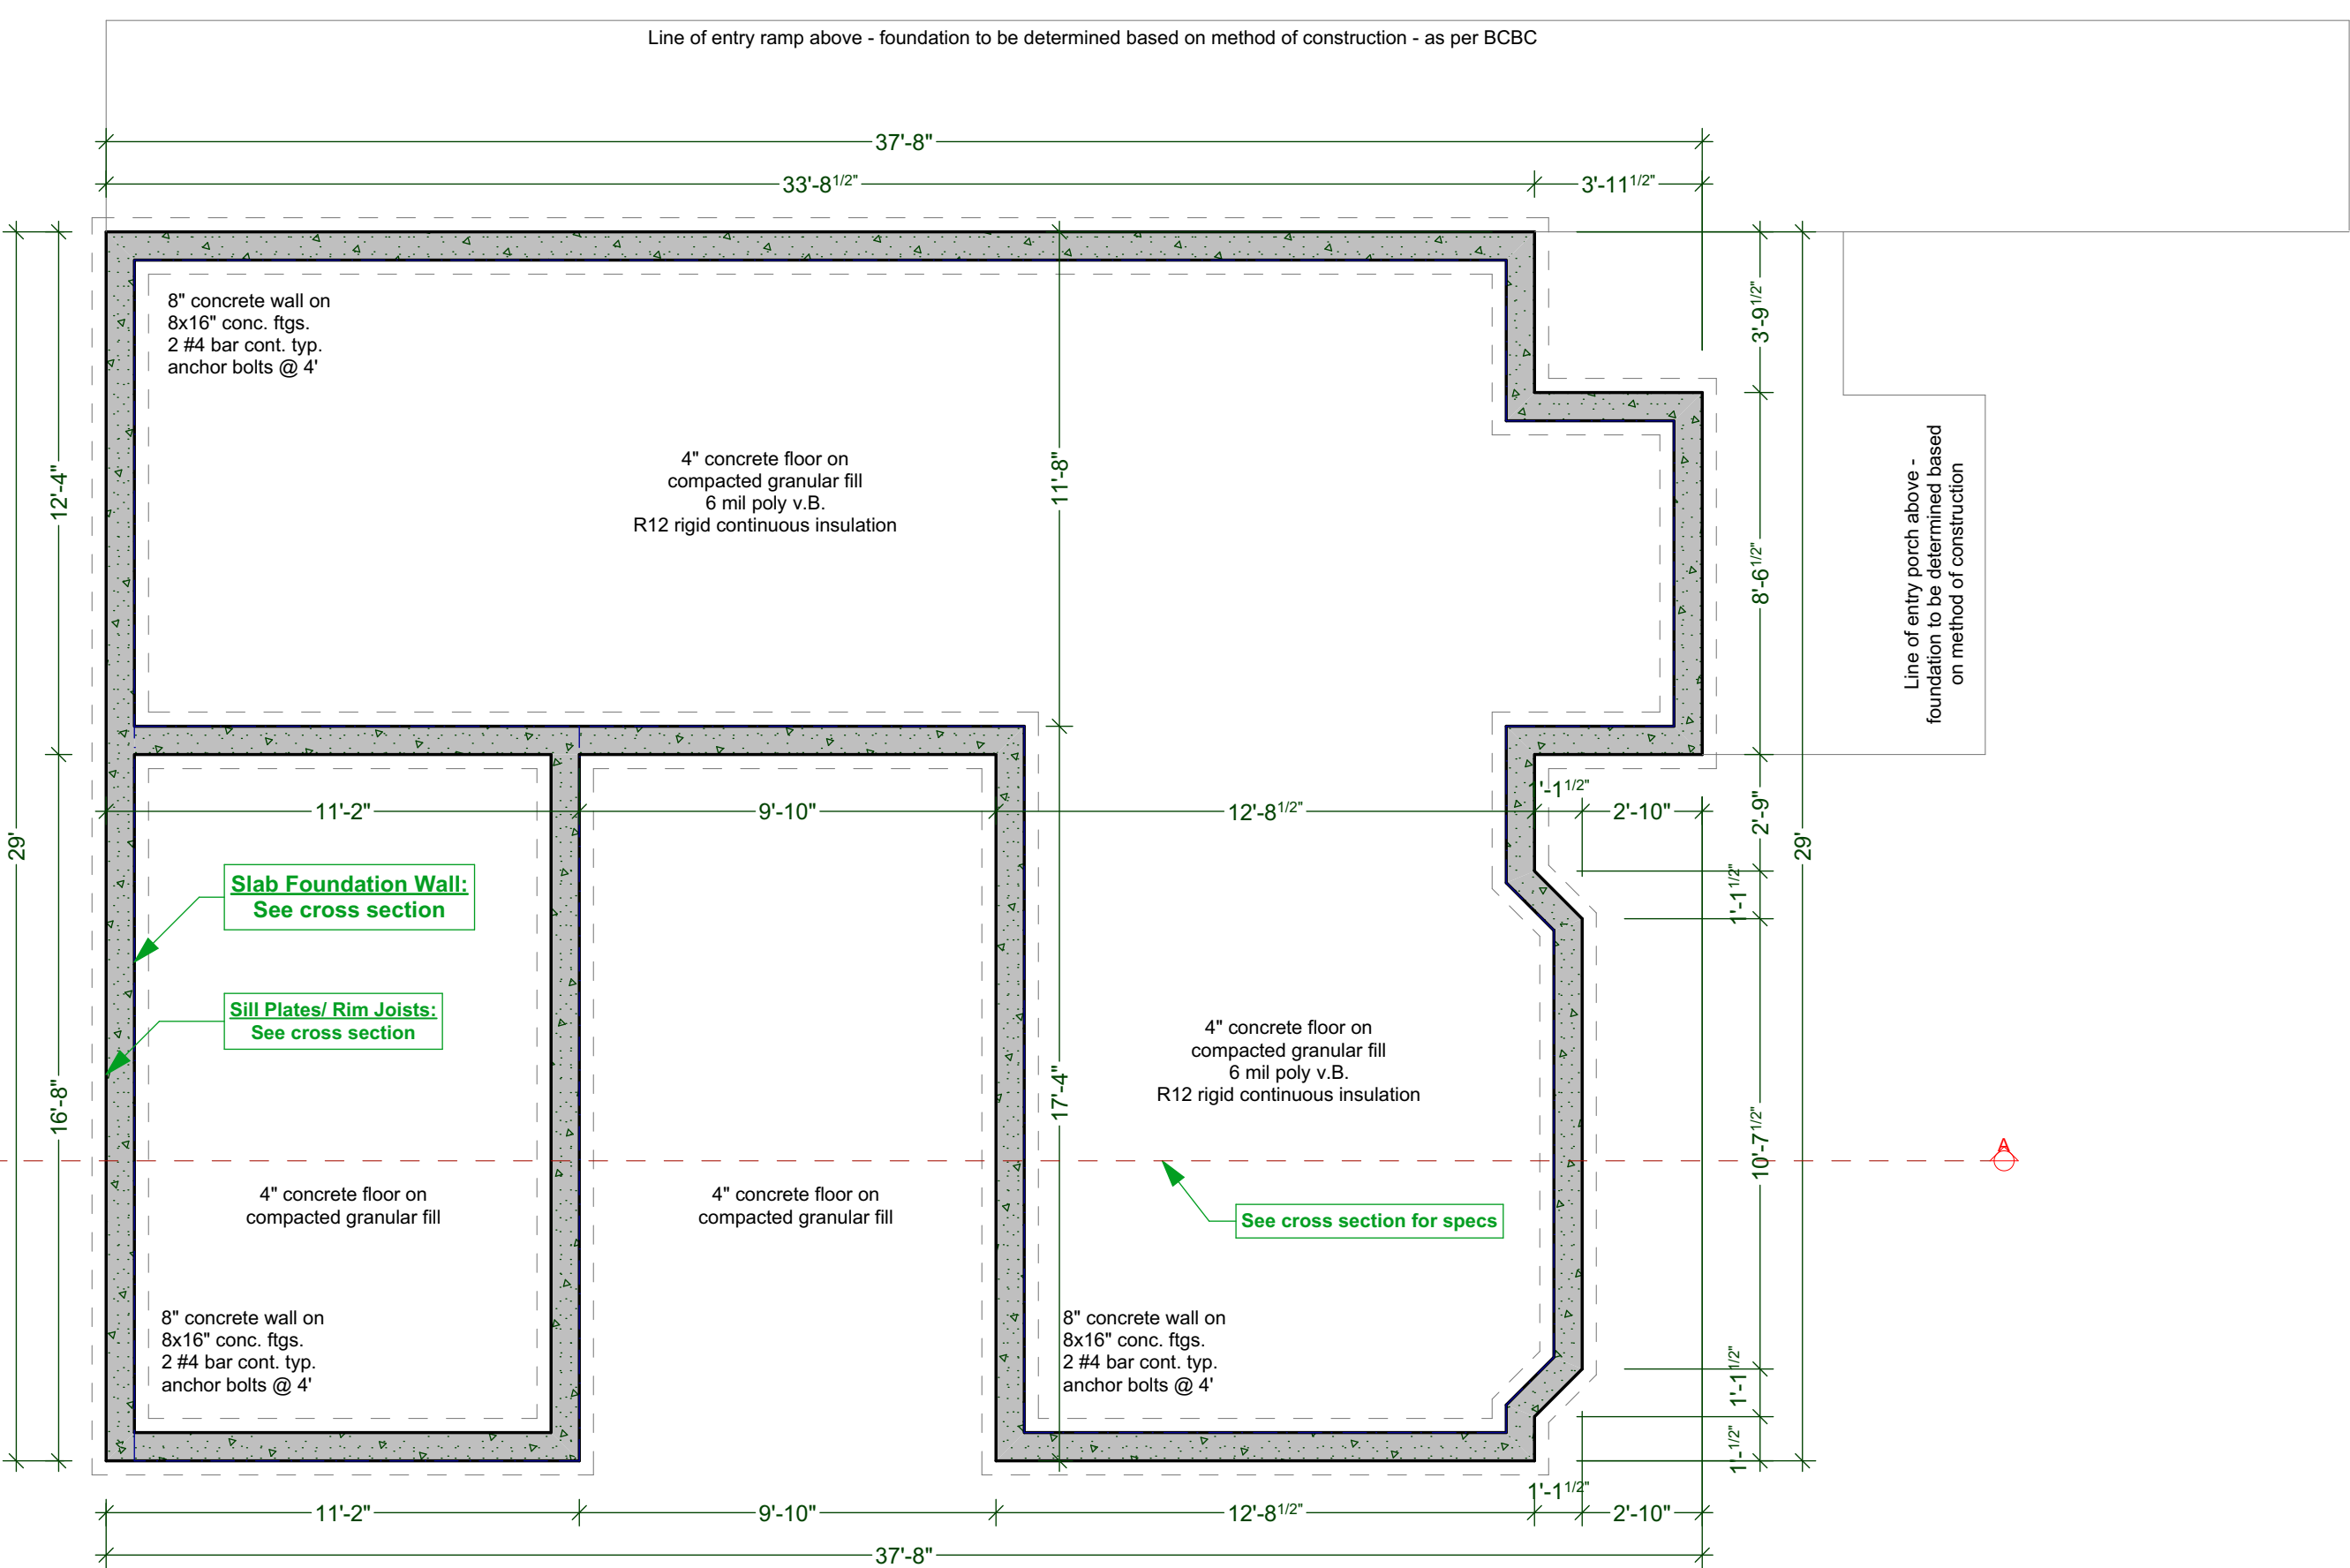 Line of entry ramp above - foundation to be determined based on method of construction - as per BCBC
37'-8"
33'-8 1/2"
3'-11 1/2"
8" concrete wall on
8x16" conc. ftgs.
2 #4 bar cont. typ.
anchor bolts @ 4'
4" concrete floor on
compacted granular fill
6 mil poly v.B.
R12 rigid continuous insulation
12'-4"
11'-8"
3'-9 1/2"
8'-6 1/2"
Line of entry porch above -
foundation to be determined based
on method of construction
29'
11'-2"
9'-10"
12'-8 1/2"
1'-1 1/2"
2'-10"
2'-9"
29'
1'-1 1/2"
Slab Foundation Wall:
See cross section
Sill Plates/ Rim Joists:
See cross section
16'-8"
17'-4"
4" concrete floor on
compacted granular fill
6 mil poly v.B.
R12 rigid continuous insulation
10'-7 1/2"
A
4" concrete floor on
compacted granular fill
4" concrete floor on
compacted granular fill
See cross section for specs
8" concrete wall on
8x16" conc. ftgs.
2 #4 bar cont. typ.
anchor bolts @ 4'
8" concrete wall on
8x16" conc. ftgs.
2 #4 bar cont. typ.
anchor bolts @ 4'
1'-1 1/2"
1'-1/2"
11'-2"
9'-10"
12'-8 1/2"
1'-1 1/2"
2'-10"
37'-8"